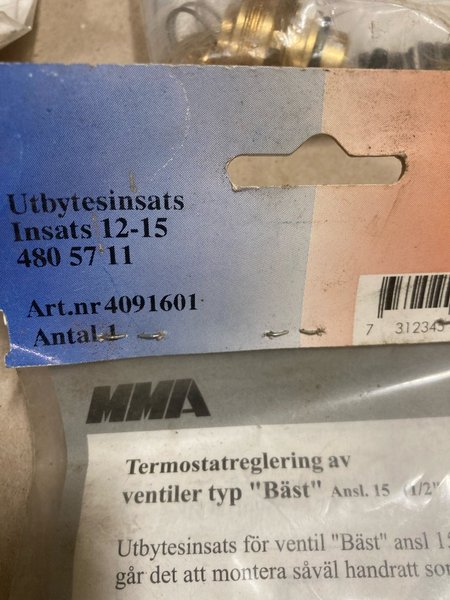 Utbytesinsats
Insats 12-15
480 57 11
Art.nr 4091601
Antal 1
7 312345
MMA
Termostatreglering av
ventiler typ "Bäst" Ansl. 15 (1/2"
Utbytesinsats för ventil "Bäst" ansl 15
går det att montera såväl handratt som